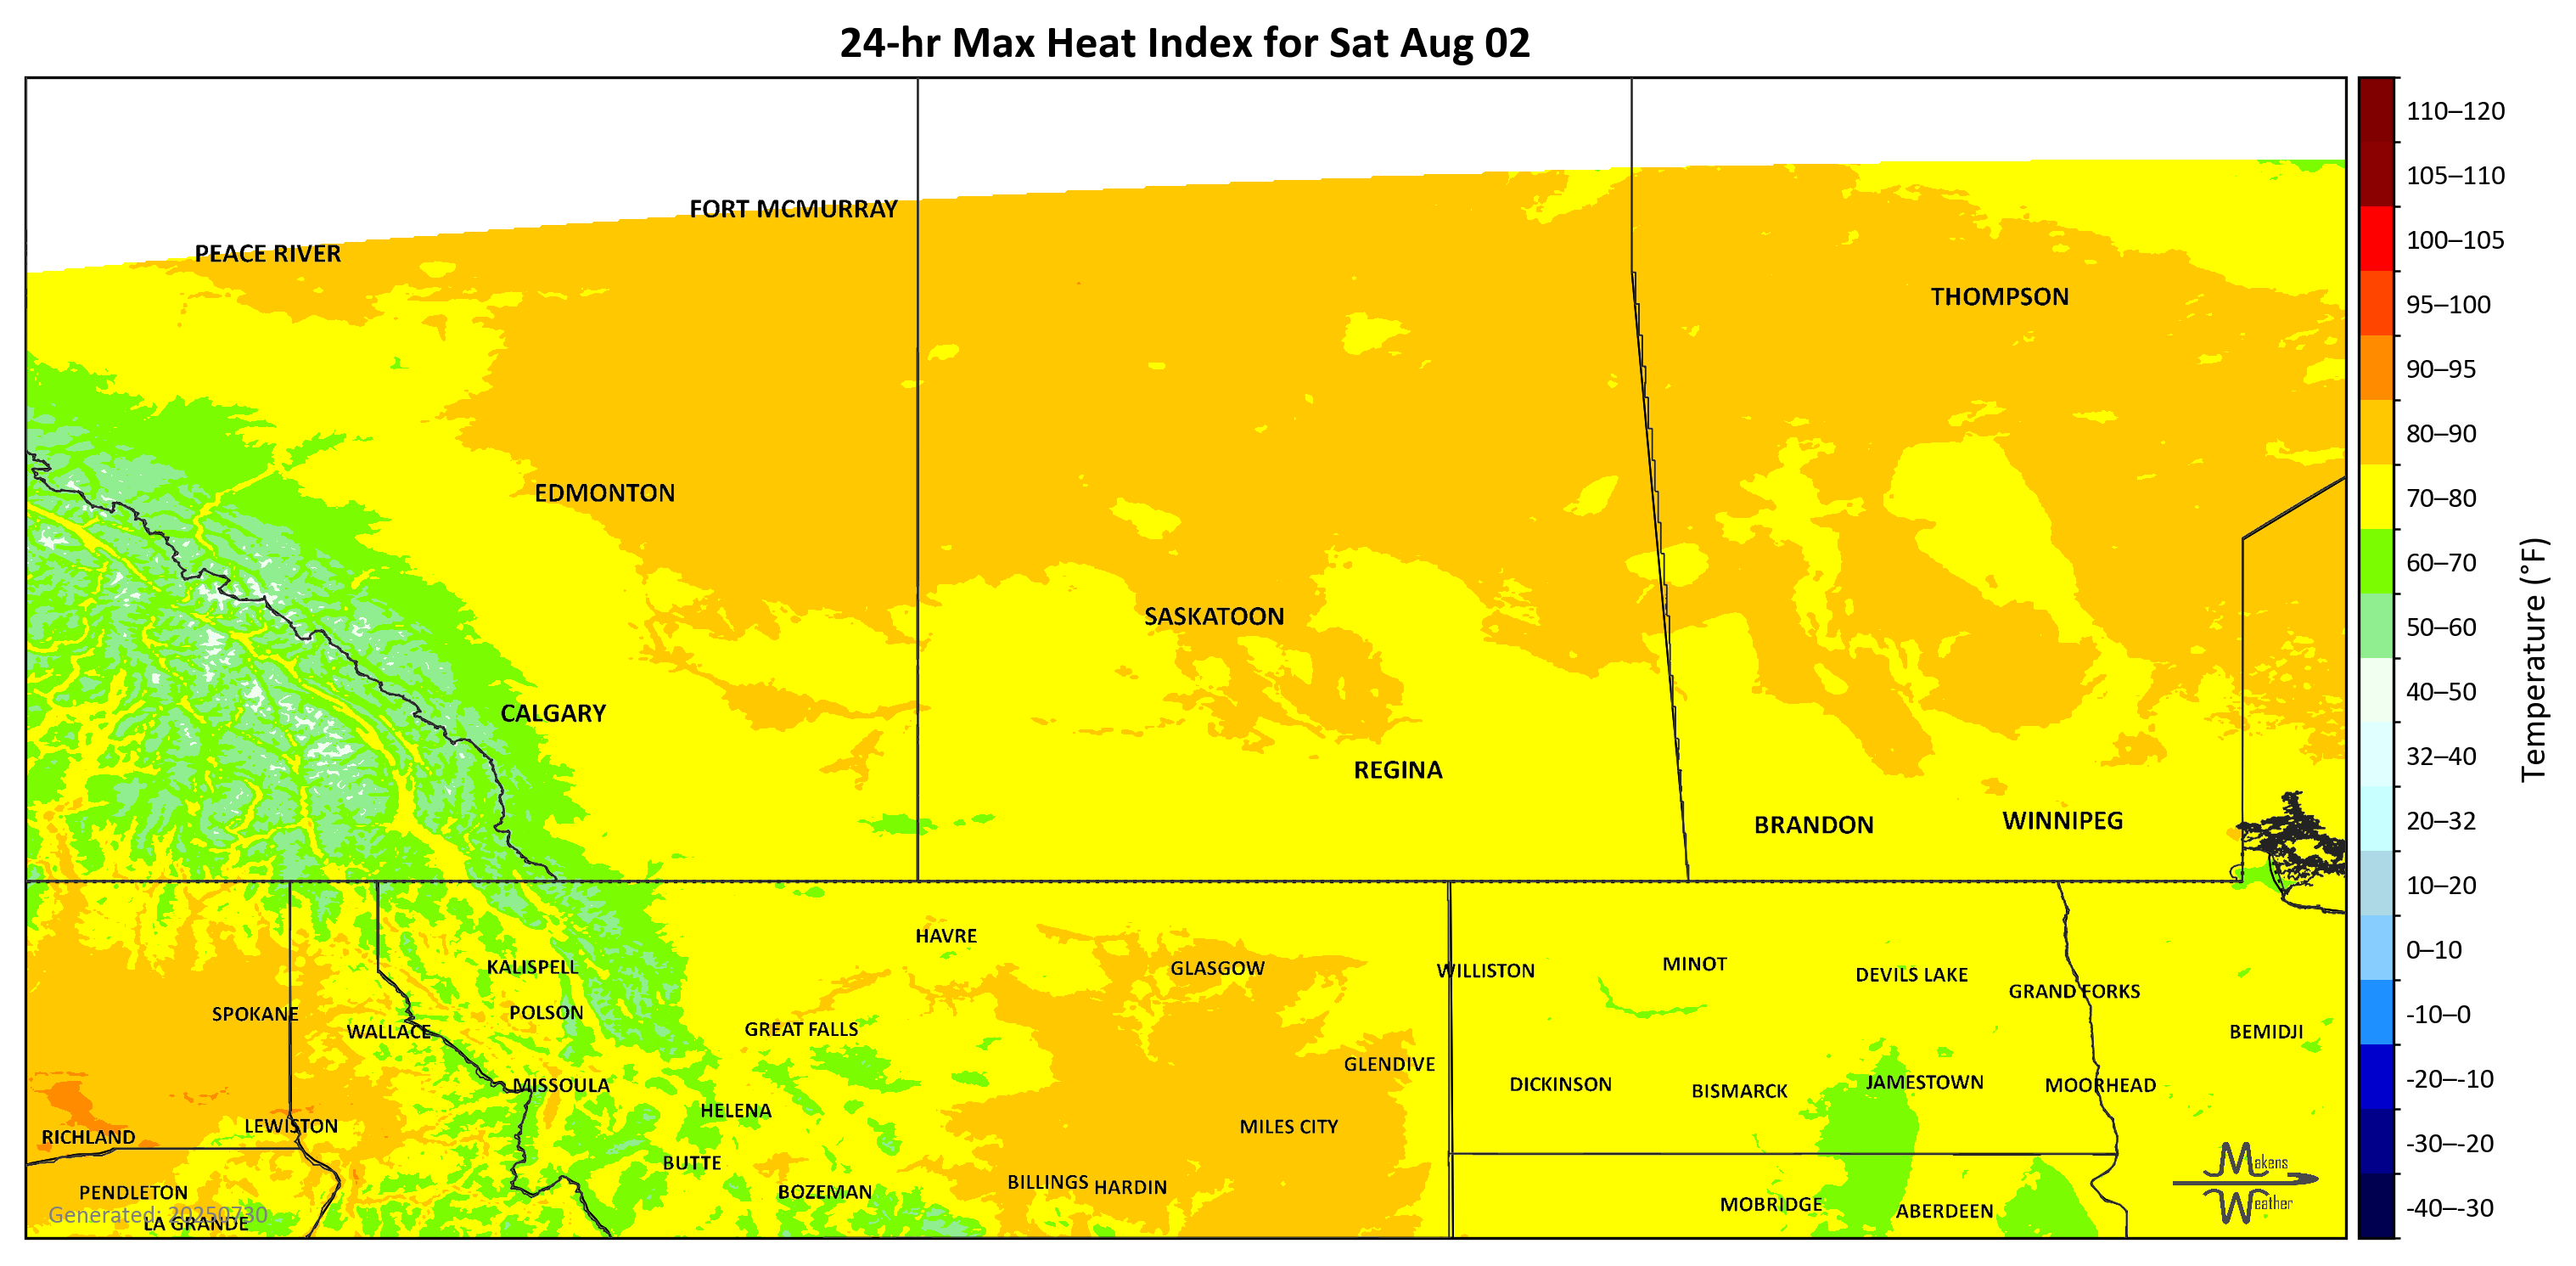 24-hr Max Heat Index for Sat Aug 02
110–120
105–110
FORT MCMURRAY
100–105
PEACE RIVER
THOMPSON
95–100
90–95
80–90
EDMONTON
70–80
60–70
SASKATOON
50–60
Temperature (°F)
40–50
CALGARY
32–40
REGINA
20–32
BRANDON
WINNIPEG
10–20
HAVRE
0–10
KALISPELL
GLASGOW
WILLISTON
MINOT
DEVILS LAKE
GRAND FORKS
-10–0
SPOKANE
POLSON
WALLACE
GREAT FALLS
BEMIDJI
GLENDIVE
-20–-10
MISSOULA
DICKINSON
BISMARCK
JAMESTOWN
MOORHEAD
HELENA
LEWISTON
MILES CITY
RICHLAND
-30–-20
BUTTE
Makens
Weather
PENDLETON
BOZEMAN
BILLINGS
HARDIN
MOBRIDGE
ABERDEEN
-40–-30
Generated: 20250730
LA GRANDE